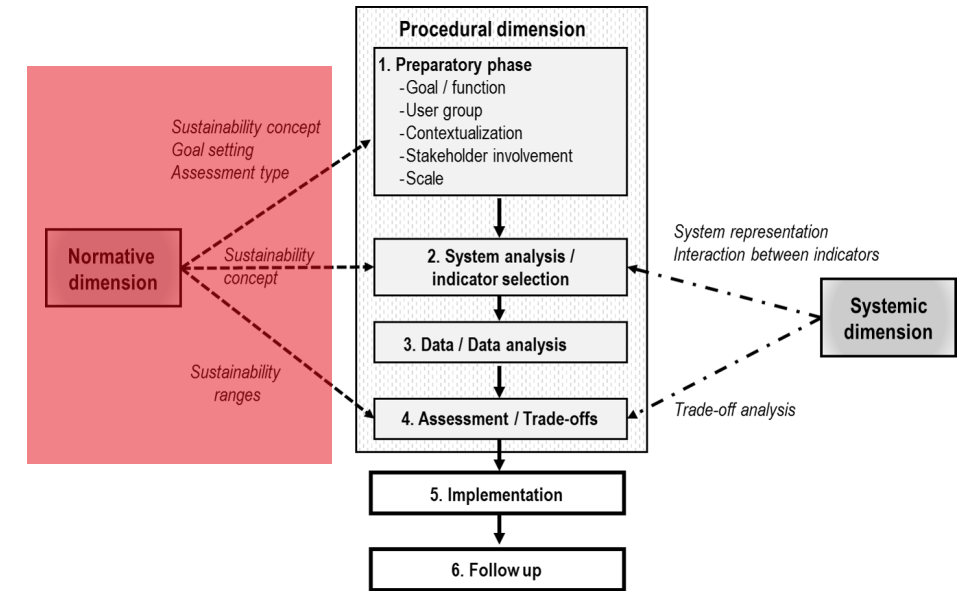 Procedural dimension
1. Preparatory phase
-Goal / function
-User group
-Contextualization
-Stakeholder involvement
-Scale
Sustainability concept
Goal setting
Assessment type
Normative
dimension
Sustainability
concept
Sustainability
ranges
2. System analysis /
indicator selection
3. Data / Data analysis
4. Assessment / Trade-offs
System representation
Interaction between indicators
Systemic
dimension
Trade-off analysis
5. Implementation
6. Follow up